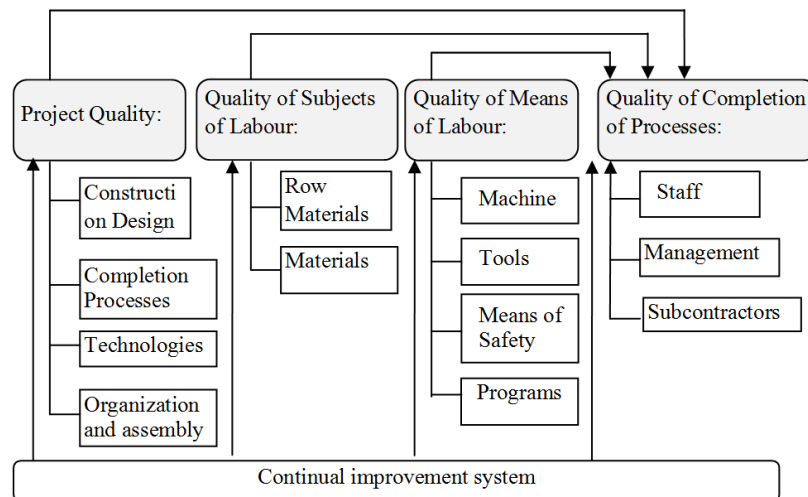 Project Quality:
Quality of Subjects
of Labour:
Quality of Means
of Labour:
Quality of Completion
of Processes:
Constructi
on Design
Completion
Processes
Technologies
Organization
and assembly
Row
Materials
Materials
Machine
Tools
Means of
Safety
Programs
Staff
Management
Subcontractors
Continual improvement system